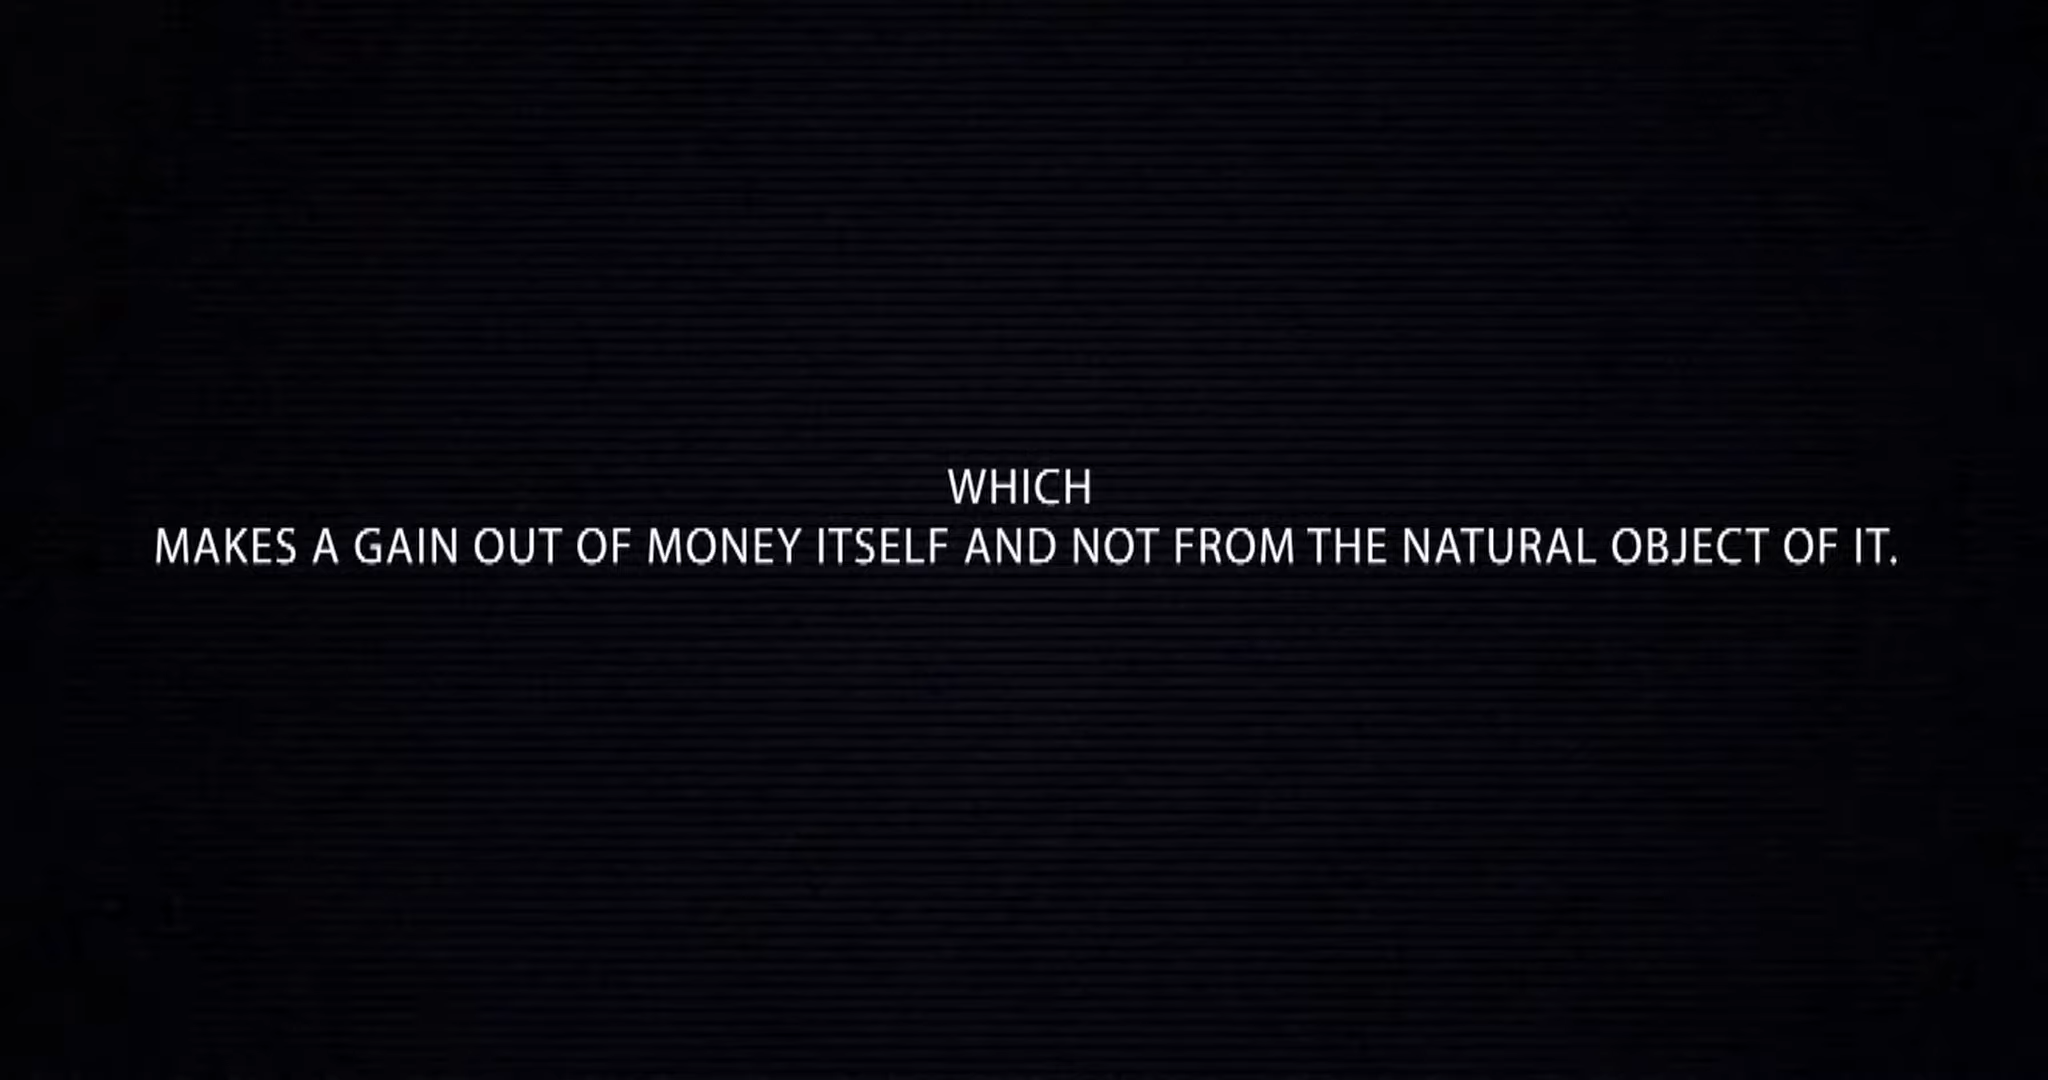 WHICH
MAKES A GAIN OUT OF MONEY ITSELF AND NOT FROM THE NATURAL OBJECT OF IT.